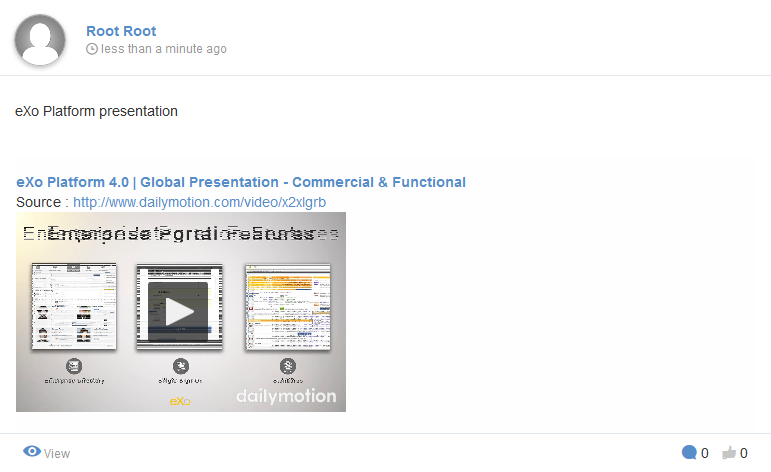 Root Root
less than a minute ago
eXo Platform presentation
eXo Platform 4.0 | Global Presentation - Commercial & Functional
Source : http://www.dailymotion.com/video/x2xlgrb
eXo
dailymotion
View
0
0